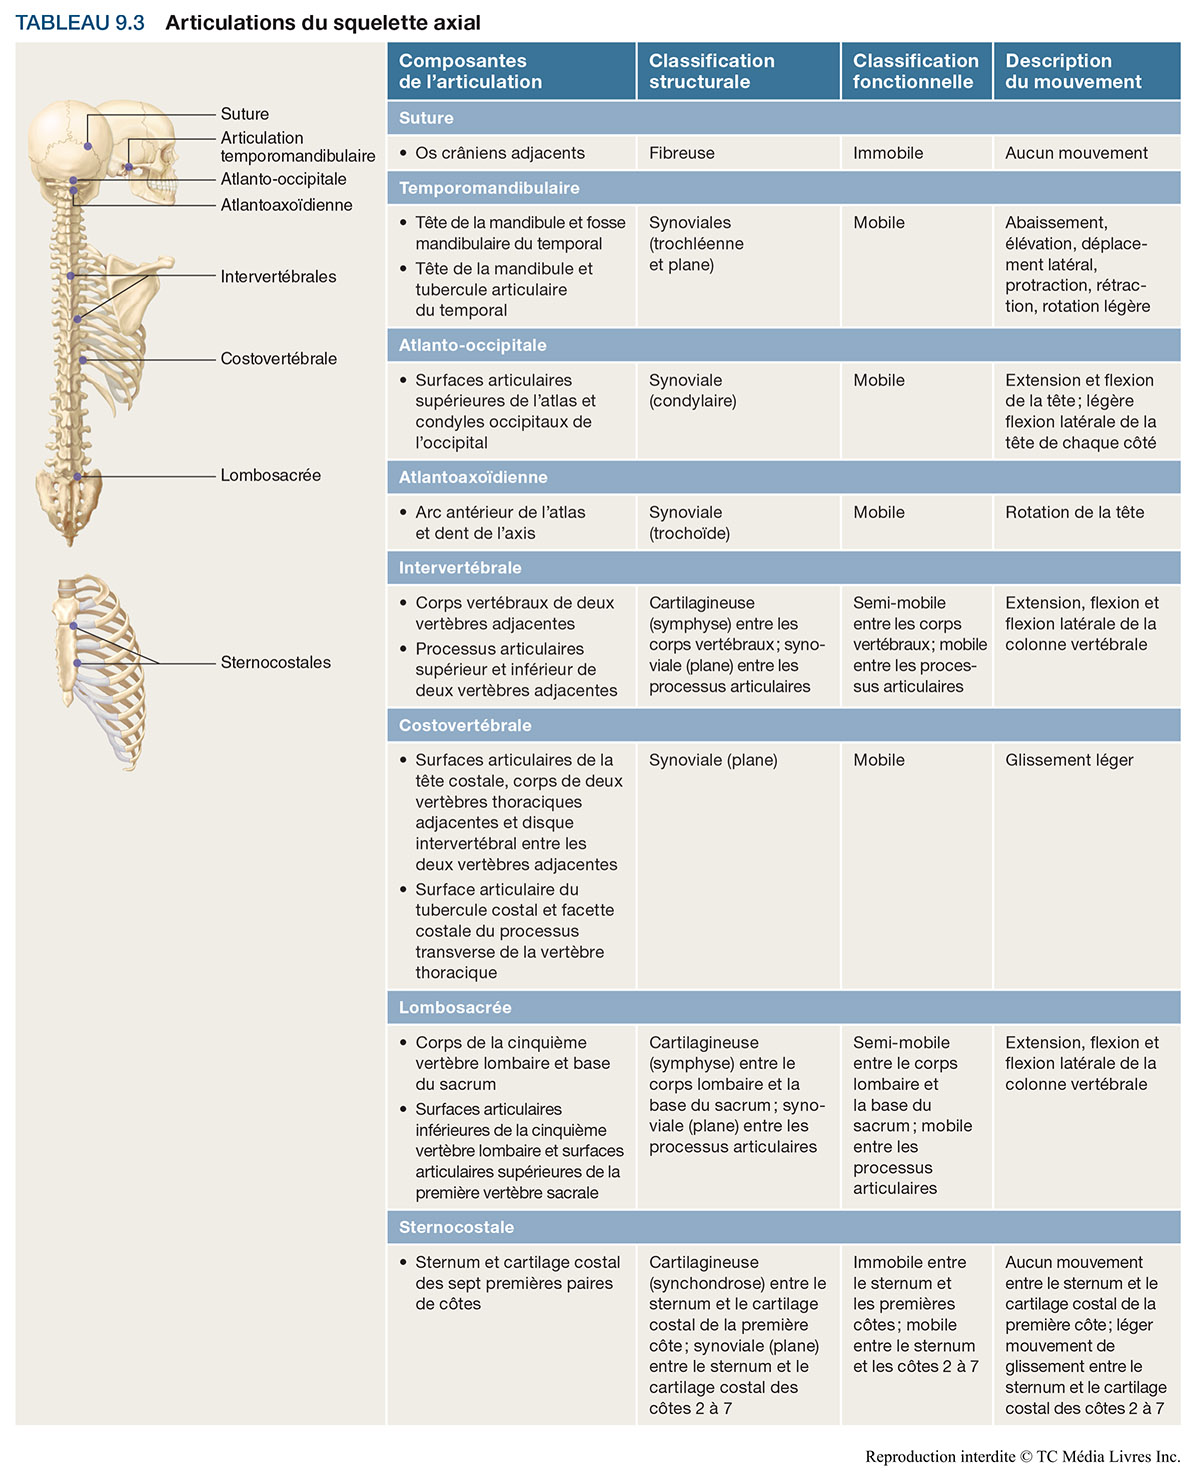 TABLEAU 9.3 Articulations du squelette axial
Suture
Articulation
temporomandibulaire
Atlanto-occipitale
Atlantoaxoïdienne
Intervertébrales
Costovertébrale
Lombosacrée
Sternocostales
Composantes
de l'articulation
Classification
structurale
Classification
fonctionnelle
Description
du mouvement
Suture
• Os crâniens adjacents
Fibreuse
Immobile
Aucun mouvement
Temporomandibulaire
• Tête de la mandibule et fosse
mandibulaire du temporal
• Tête de la mandibule et
tubercule articulaire
du temporal
Synoviales
(trochléenne
et plane)
Mobile
Abaissement,
élévation, déplace-
ment latéral,
protraction, rétrac-
tion, rotation légère
Atlanto-occipitale
• Surfaces articulaires
supérieures de l'atlas et
condyles occipitaux de
l'occipital
Synoviale
(condylaire)
Mobile
Extension et flexion
de la tête ; légère
flexion latérale de la
tête de chaque côté
Atlantoaxoïdienne
• Arc antérieur de l'atlas
et dent de l'axis
Synoviale
(trochoïde)
Mobile
Rotation de la tête
Intervertébrale
• Corps vertébraux de deux
vertèbres adjacentes
• Processus articulaires
supérieur et inférieur de
deux vertèbres adjacentes
Cartilagineuse
(symphyse) entre les
corps vertébraux ; syno-
viale (plane) entre les
processus articulaires
Semi-mobile
entre les corps
vertébraux ; mobile
entre les proces-
sus articulaires
Extension, flexion et
flexion latérale de la
colonne vertébrale
Costovertébrale
• Surfaces articulaires de la
tête costale, corps de deux
vertèbres thoraciques
adjacentes et disque
intervertébral entre les
deux vertèbres adjacentes
• Surface articulaire du
tubercule costal et facette
costale du processus
transverse de la vertèbre
thoracique
Synoviale (plane)
Mobile
Glissement léger
Lombosacrée
• Corps de la cinquième
vertèbre lombaire et base
du sacrum
• Surfaces articulaires
inférieures de la cinquième
vertèbre lombaire et surfaces
articulaires supérieures de la
première vertèbre sacrale
Cartilagineuse
(symphyse) entre le
corps lombaire et la
base du sacrum ; syno-
viale (plane) entre les
processus articulaires
Semi-mobile
entre le corps
lombaire et
la base du
sacrum ; mobile
entre les
processus
articulaires
Extension, flexion et
flexion latérale de la
colonne vertébrale
Sternocostale
• Sternum et cartilage costal
des sept premières paires
de côtes
Cartilagineuse
(synchondrose) entre le
sternum et le cartilage
costal de la première
côte ; synoviale (plane)
entre le sternum et le
cartilage costal des
côtes 2 à 7
Immobile entre
le sternum et
les premières
côtes ; mobile
entre le sternum
et les côtes 2 à 7
Aucun mouvement
entre le sternum et le
cartilage costal de la
première côte ; léger
mouvement de
glissement entre le
sternum et le cartilage
costal des côtes 2 à 7
Reproduction interdite © TC Média Livres Inc.